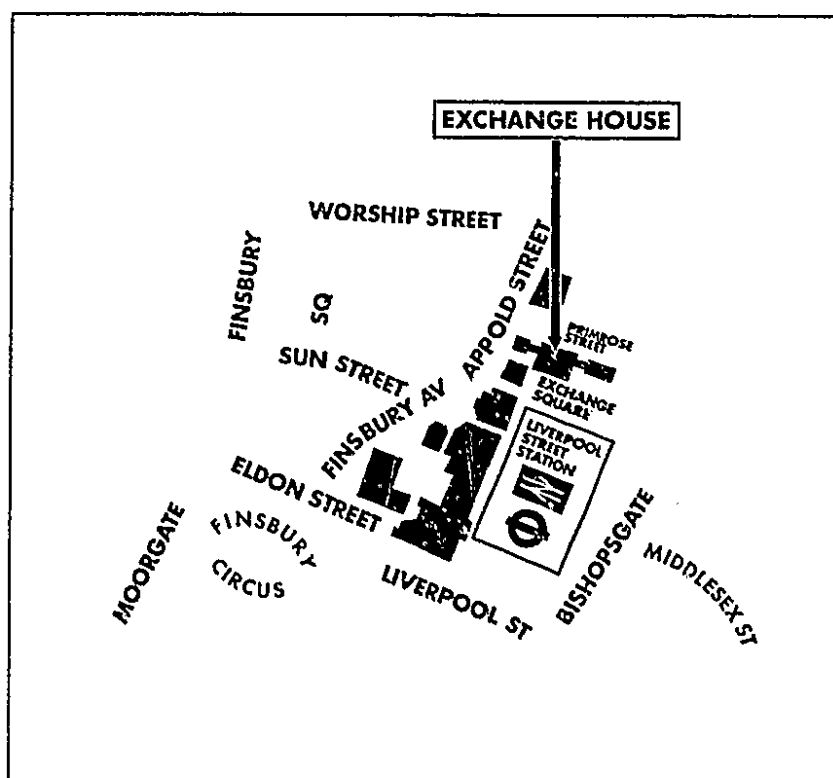 EXCHANGE HOUSE
WORSHIP STREET
FINSBURY
SQ
APPOLD STREET
PRIMROSE
STREET
SUN STREET
EXCHANGE
SQUARE
FINSBURY AV
LIVERPOOL
STREET
STATION
ELDON STREET
MOORGATE
FINSBURY
CIRCUS
LIVERPOOL ST
BISHOPSGATE
MIDDLESEX ST